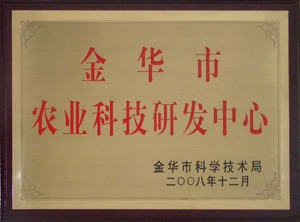 金华市
农业科技研发中心
金华市科学技术局
二〇〇八年十二月